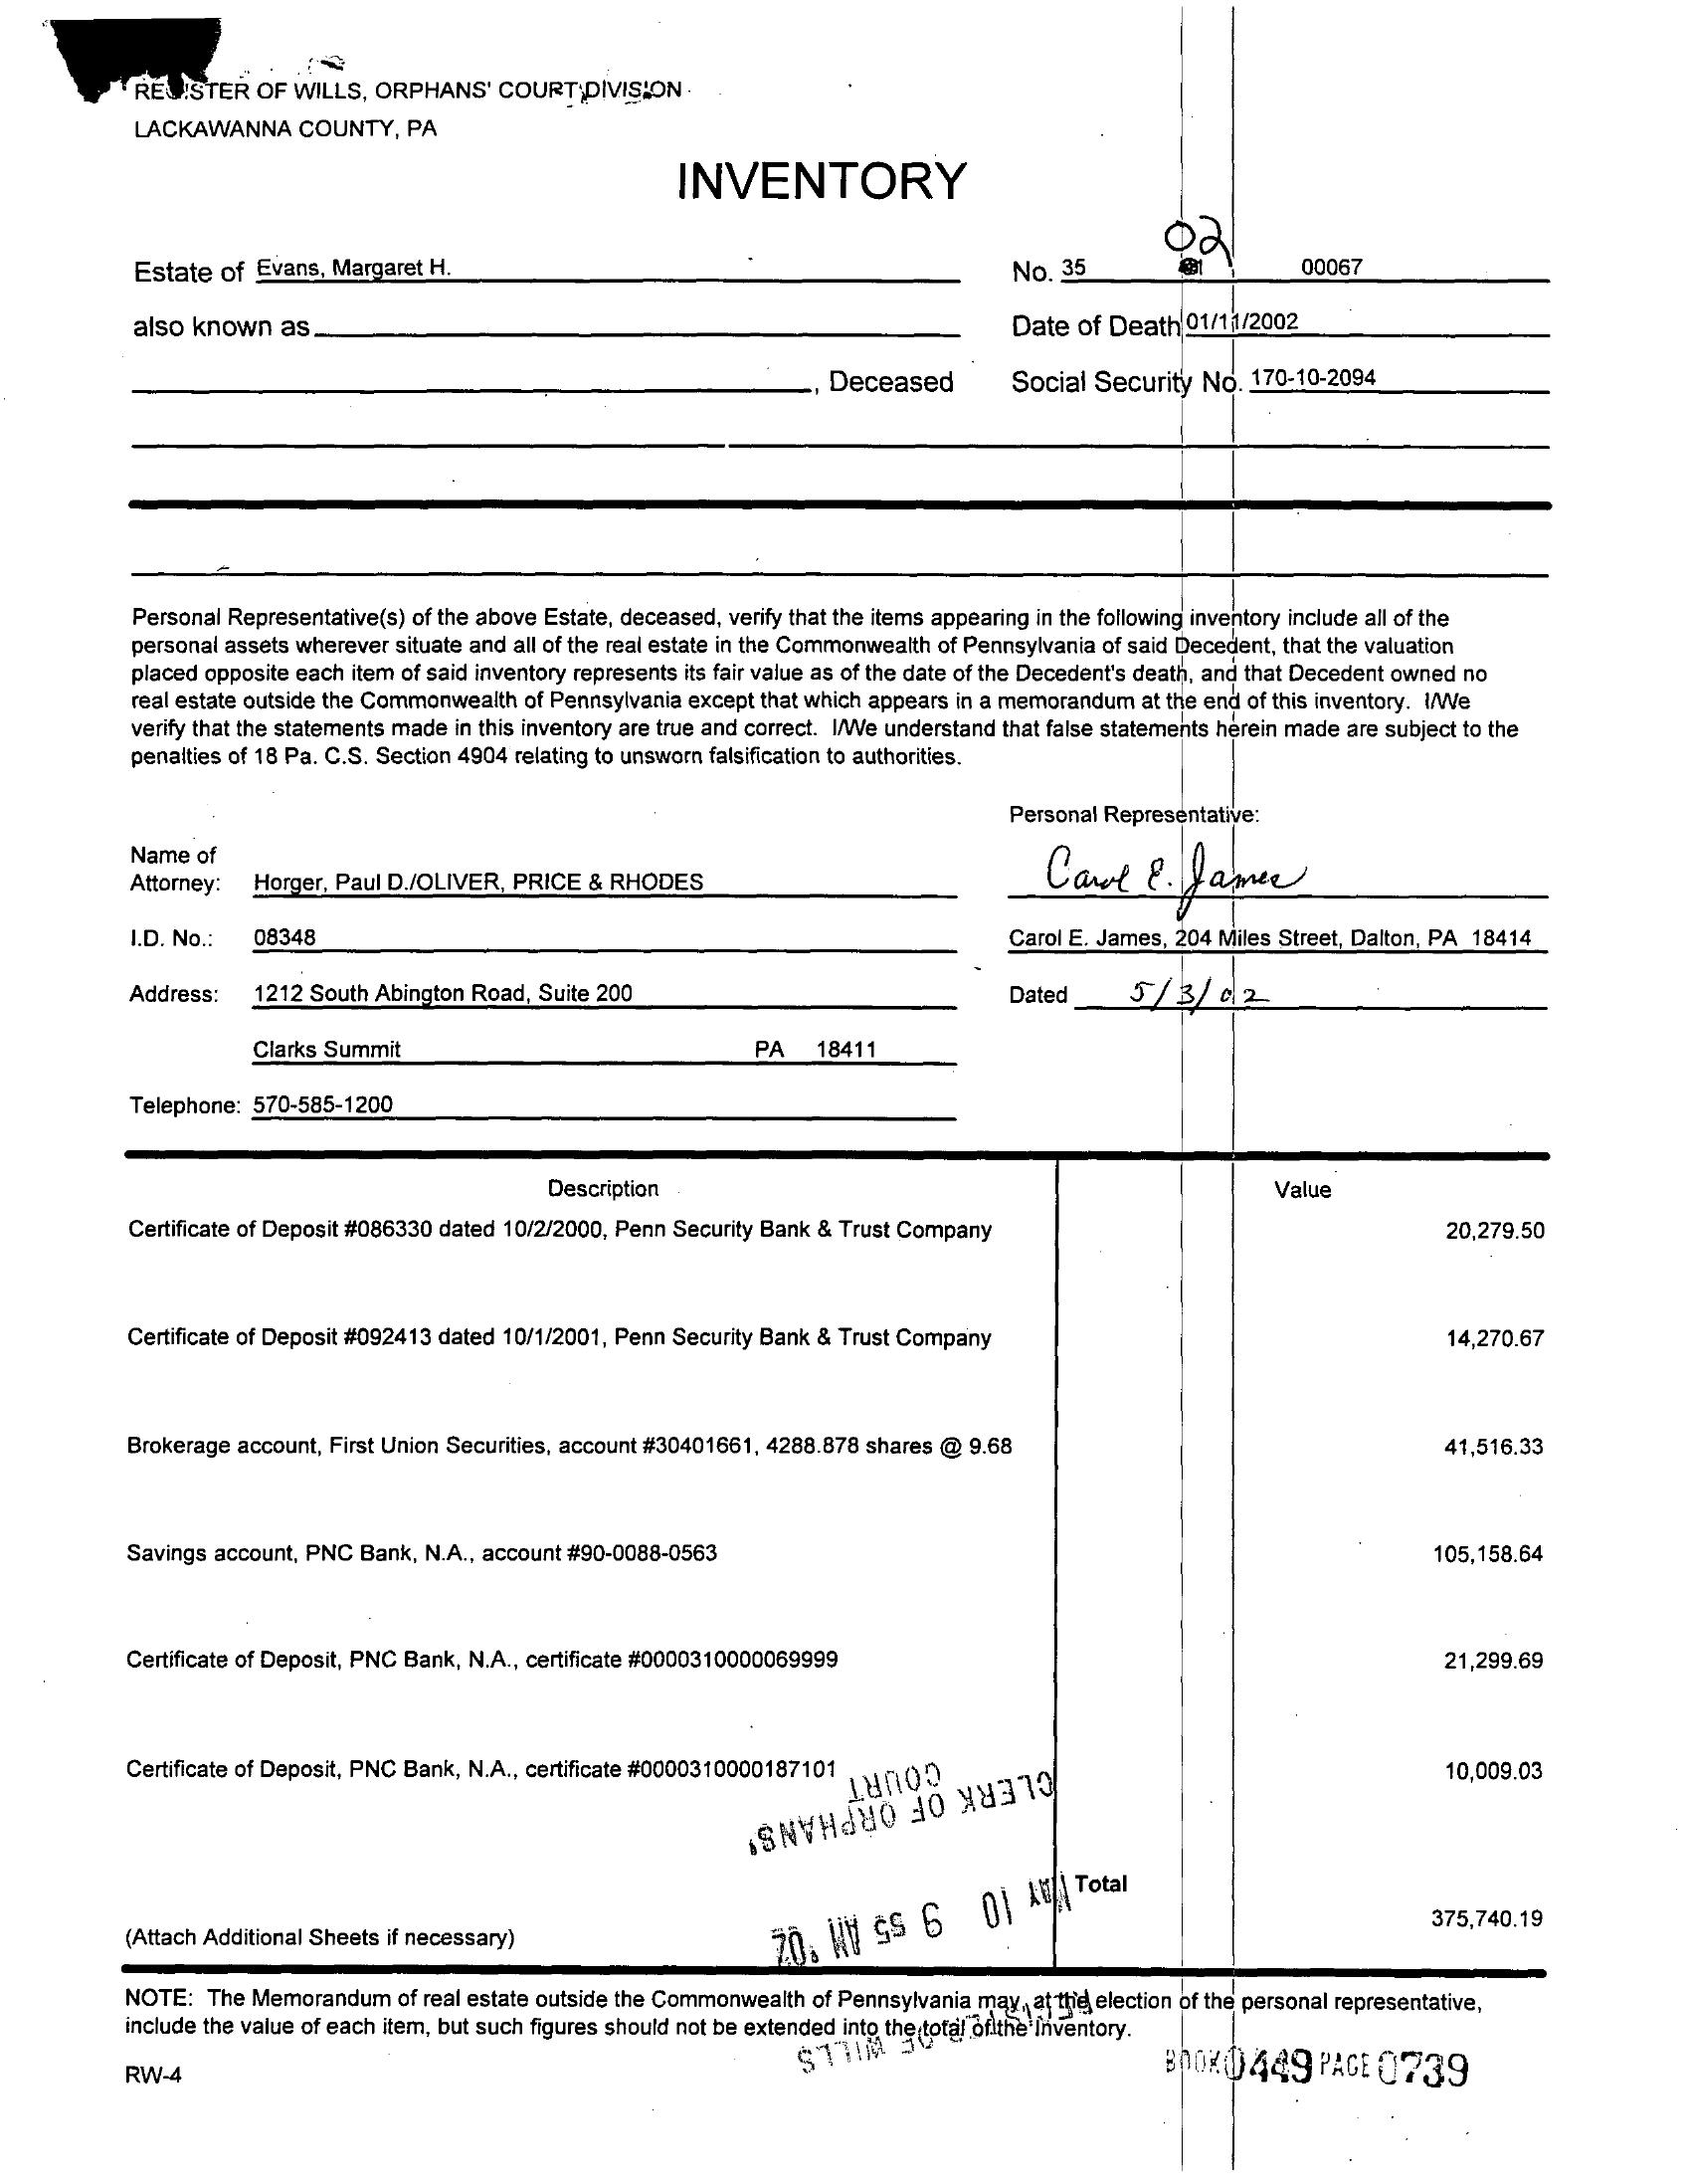 REGISTER OF WILLS, ORPHANS' COURT DIVISION
LACKAWANNA COUNTY, PA
INVENTORY
02
Estate of Evans, Margaret H. No. 35 00067
also known as Date of Death 01/11/2002
, Deceased Social Security No. 170-10-2094
Personal Representative(s) of the above Estate, deceased, verify that the items appearing in the following inventory include all of the
personal assets wherever situate and all of the real estate in the Commonwealth of Pennsylvania of said Decedent, that the valuation
placed opposite each item of said inventory represents its fair value as of the date of the Decedent's death, and that Decedent owned no
real estate outside the Commonwealth of Pennsylvania except that which appears in a memorandum at the end of this inventory. I/We
verify that the statements made in this inventory are true and correct. I/We understand that false statements herein made are subject to the
penalties of 18 Pa. C.S. Section 4904 relating to unsworn falsification to authorities.
Personal Representative:
Name of
Attorney: Horger, Paul D./OLIVER, PRICE & RHODES Carol E. James
I.D. No.: 08348 Carol E. James, 204 Miles Street, Dalton, PA 18414
Address: 1212 South Abington Road, Suite 200 Dated 5/3/02
Clarks Summit PA 18411
Telephone: 570-585-1200
Description Value
Certificate of Deposit #086330 dated 10/2/2000, Penn Security Bank & Trust Company 20,279.50
Certificate of Deposit #092413 dated 10/1/2001, Penn Security Bank & Trust Company 14,270.67
Brokerage account, First Union Securities, account #30401661, 4288.878 shares @ 9.68 41,516.33
Savings account, PNC Bank, N.A., account #90-0088-0563 105,158.64
Certificate of Deposit, PNC Bank, N.A., certificate #0000310000069999 21,299.69
Certificate of Deposit, PNC Bank, N.A., certificate #0000310000187101 10,009.03
CLERK OF ORPHANS'
COURT
MAY 10 9 55 AM '02
Total
375,740.19
(Attach Additional Sheets if necessary)
NOTE: The Memorandum of real estate outside the Commonwealth of Pennsylvania may, at the election of the personal representative,
include the value of each item, but such figures should not be extended into the total of the inventory.
OF WILLS
RW-4 BOOK 0449 PAGE 0739